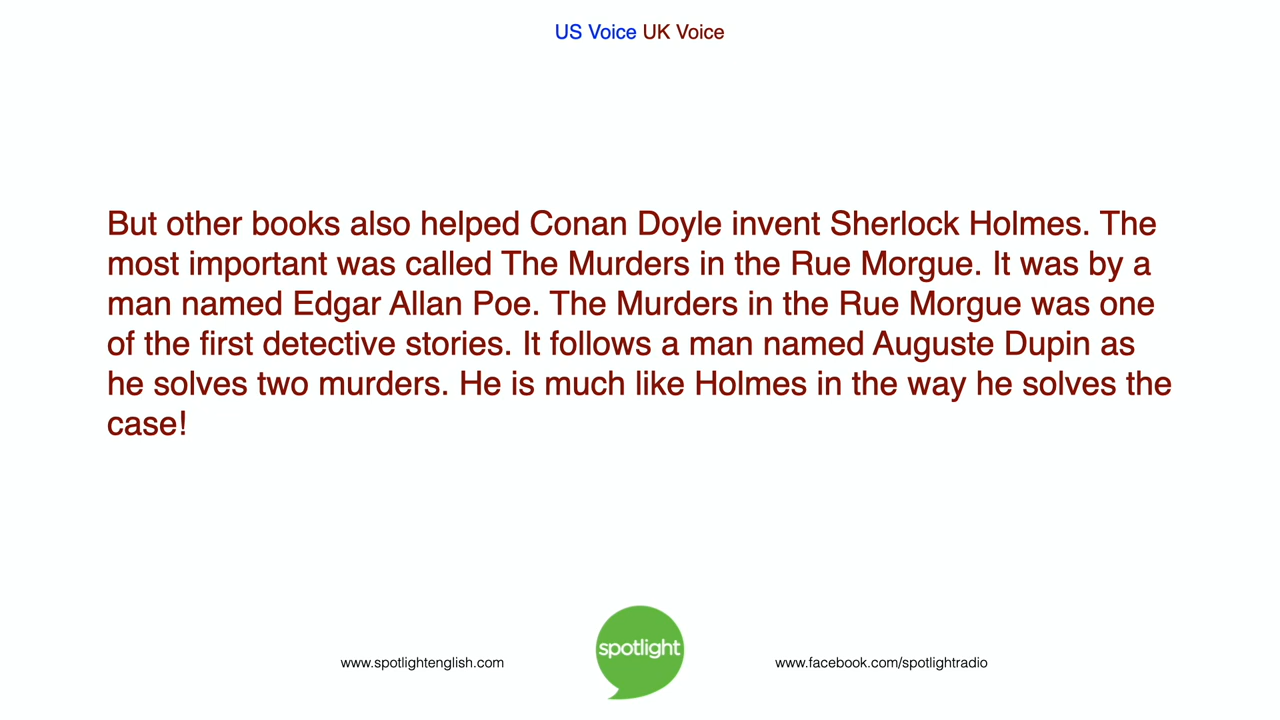 US Voice UK Voice
But other books also helped Conan Doyle invent Sherlock Holmes. The
most important was called The Murders in the Rue Morgue. It was by a
man named Edgar Allan Poe. The Murders in the Rue Morgue was one
of the first detective stories. It follows a man named Auguste Dupin as
he solves two murders. He is much like Holmes in the way he solves the
case!
www.spotlightenglish.com
spotlight
www.facebook.com/spotlightradio